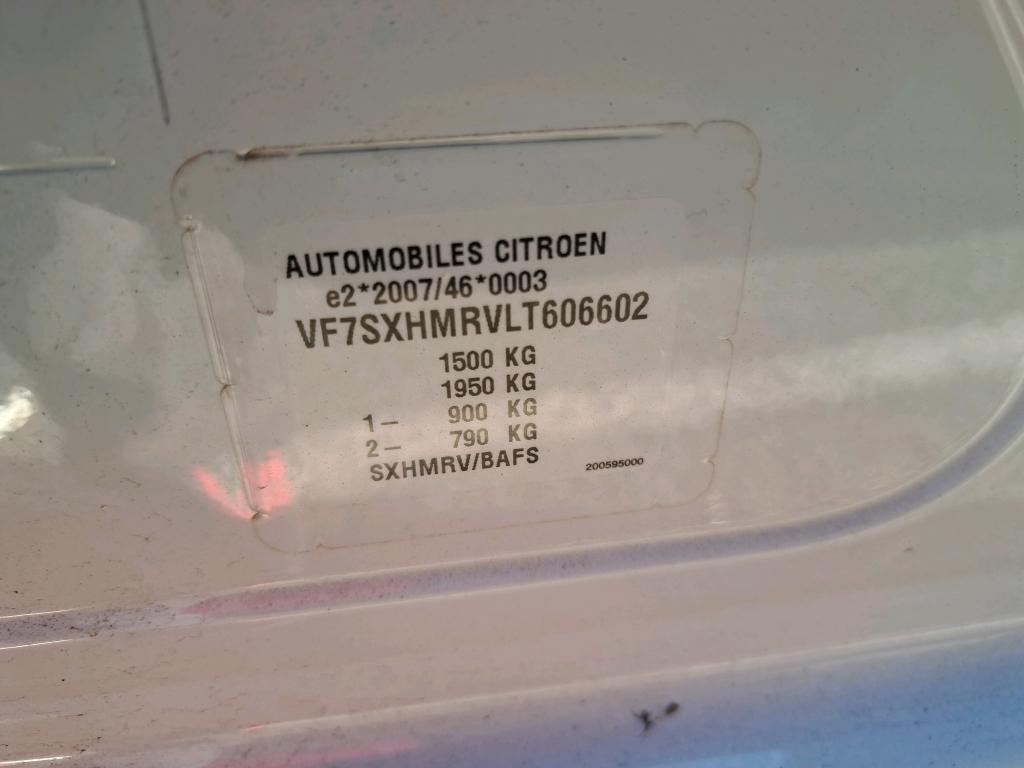 AUTOMOBILES CITROEN
e2*2007/46*0003
VF7SXHMRVLT606602
1500 KG
1950 KG
1- 900 KG
2- 790 KG
SXHMRV/BAFS 200595000